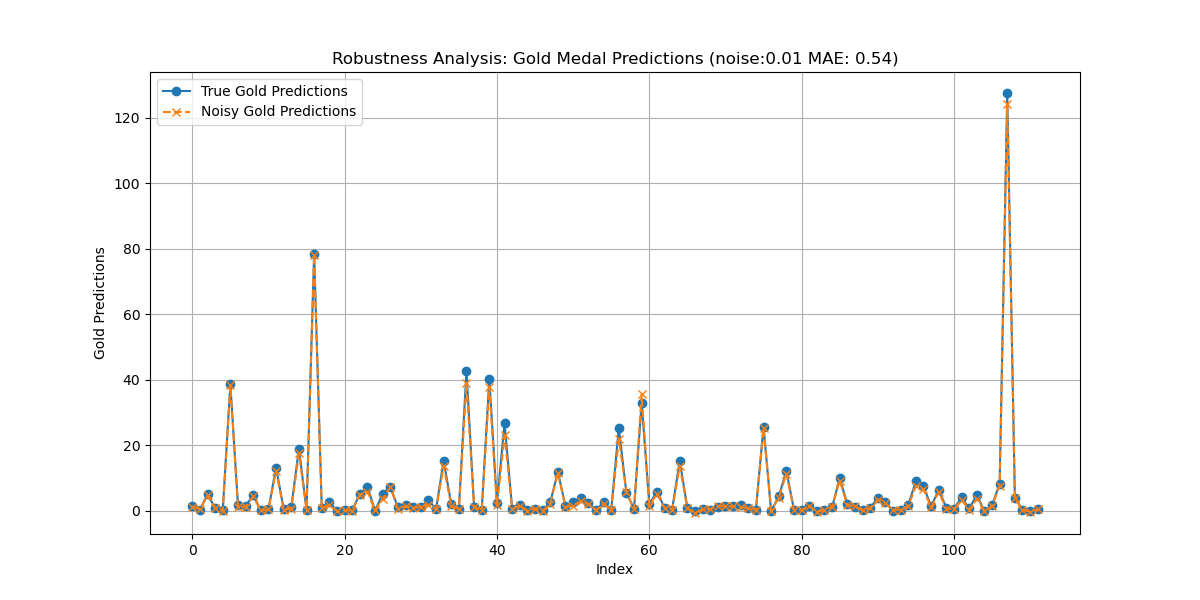 Robustness Analysis: Gold Medal Predictions (noise:0.01 MAE: 0.54)
True Gold Predictions
Noisy Gold Predictions
Gold Predictions
120
100
80
60
40
20
0
0 20 40 60 80 100
Index